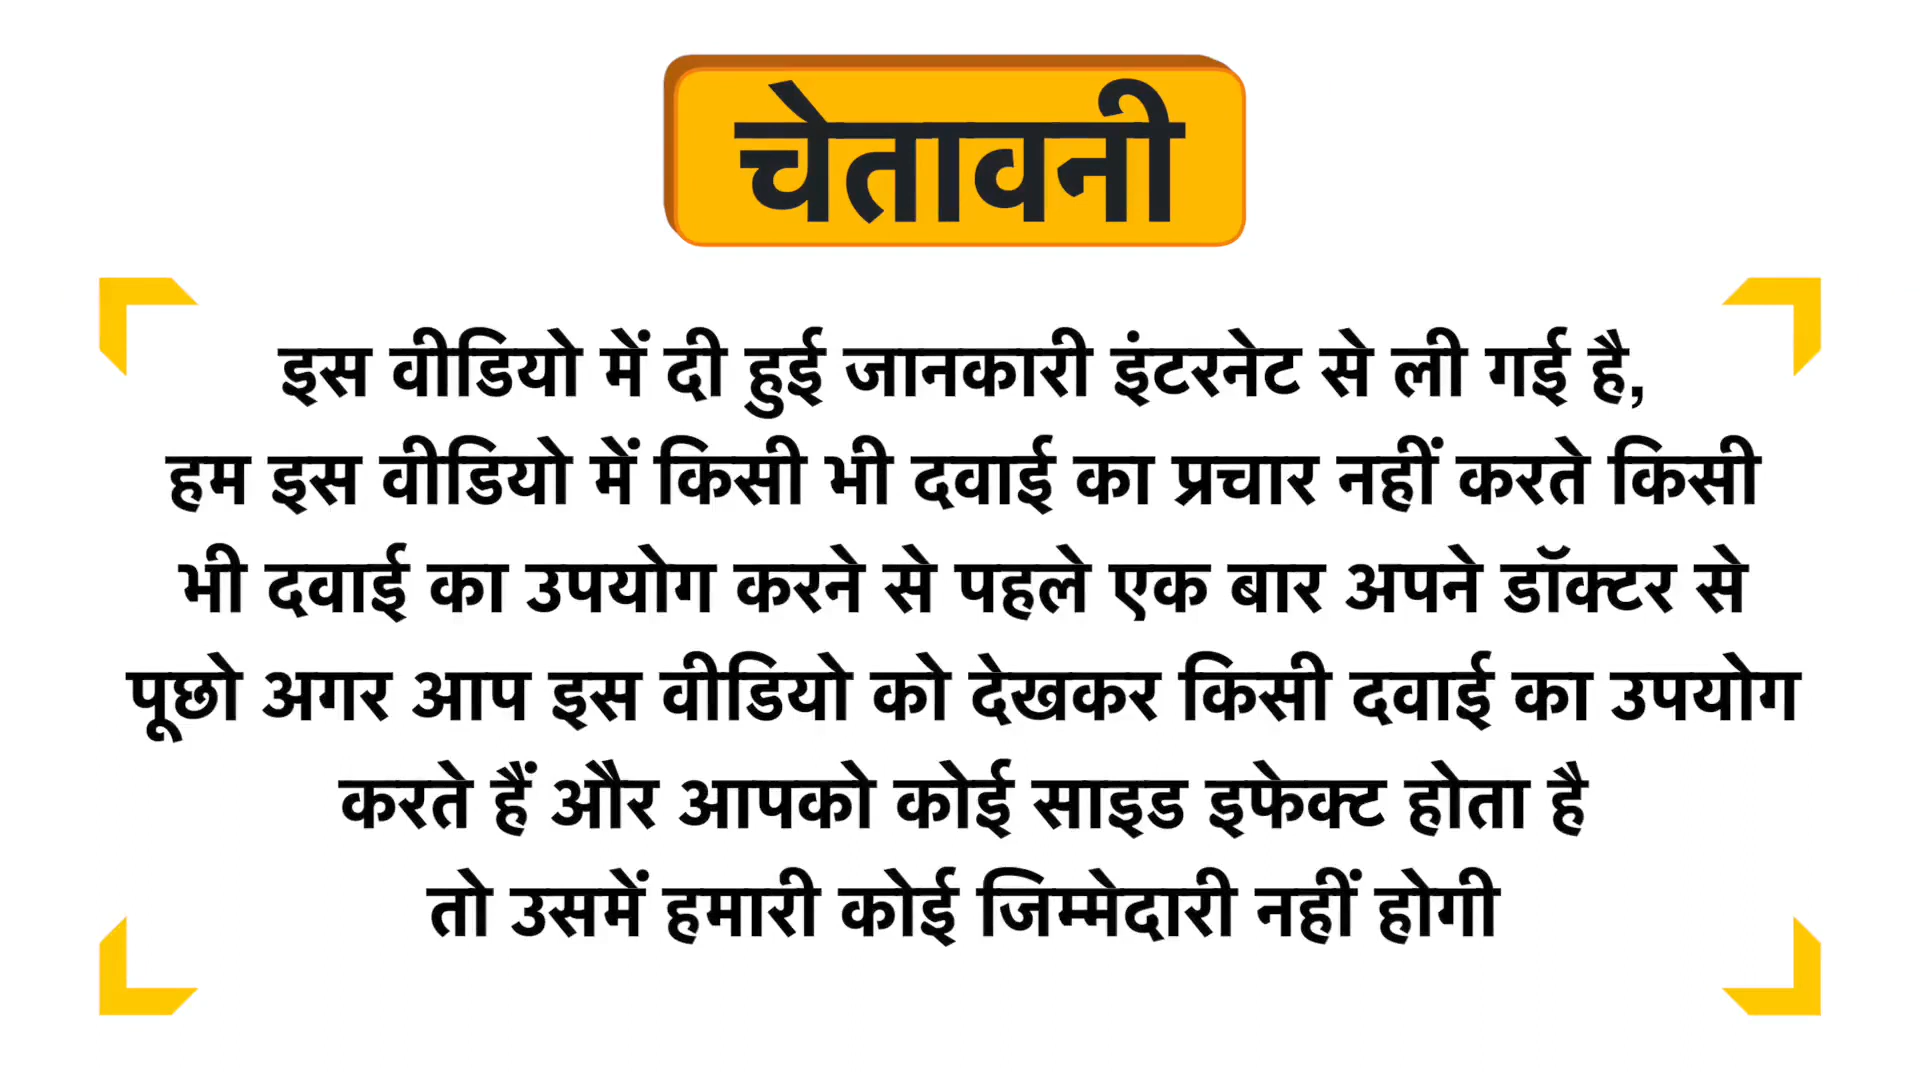 चेतावनी
इस वीडियो में दी हुई जानकारी इंटरनेट से ली गई है,
हम इस वीडियो में किसी भी दवाई का प्रचार नहीं करते किसी
भी दवाई का उपयोग करने से पहले एक बार अपने डॉक्टर से
पूछो अगर आप इस वीडियो को देखकर किसी दवाई का उपयोग
करते हैं और आपको कोई साइड इफेक्ट होता है
तो उसमें हमारी कोई जिम्मेदारी नहीं होगी